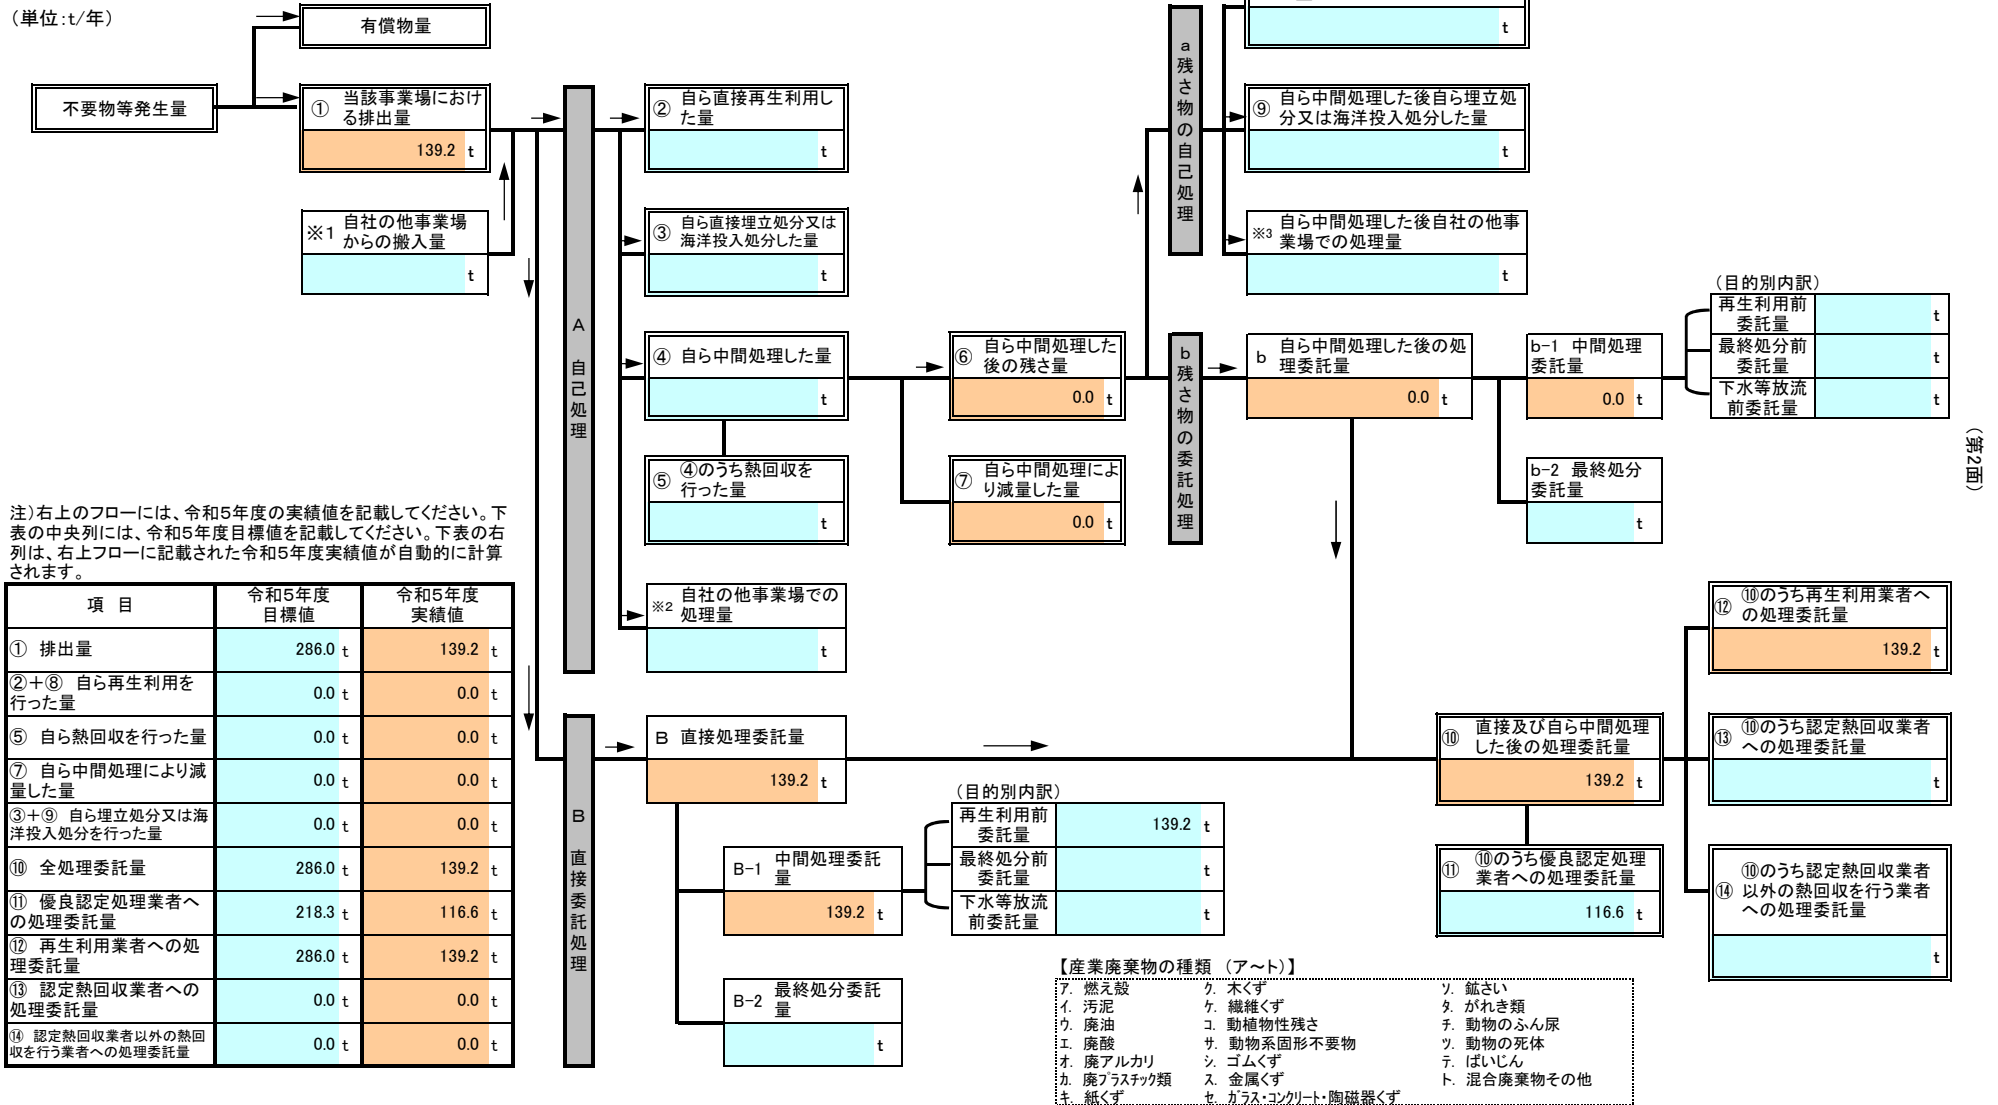 （単位:t/年）
有償物量
不要物等発生量
① 当該事業場におけ
る排出量
139.2 t
※1 自社の他事業場
からの搬入量
t
A 自己処理
② 自ら直接再生利用し
た量
t
③ 自ら直接埋立処分又は
海洋投入処分した量
t
④ 自ら中間処理した量
t
⑤ ④のうち熱回収を
行った量
t
※2 自社の他事業場での
処理量
t
⑥ 自ら中間処理した
後の残さ量
0.0 t
⑦ 自ら中間処理によ
り減量した量
0.0 t
a 残さ物の自己処理
t
⑨ 自ら中間処理した後自ら埋立処
分又は海洋投入処分した量
t
※3 自ら中間処理した後自社の他事
業場での処理量
t
b 残さ物の委託処理
b 自ら中間処理した後の処
理委託量
0.0 t
b-1 中間処理
委託量
0.0 t
b-2 最終処分
委託量
t
（目的別内訳）
再生利用前
委託量
t
最終処分前
委託量
t
下水等放流
前委託量
t
（第2面）
注）右上のフローには、令和5年度の実績値を記載してください。下
表の中央列には、令和5年度目標値を記載してください。下表の右
列は、右上フローに記載された令和5年度実績値が自動的に計算
されます。
項 目 令和5年度 令和5年度
目標値 実績値
① 排出量 286.0 t 139.2 t
②+⑧ 自ら再生利用を
行った量 0.0 t 0.0 t
⑤ 自ら熱回収を行った量 0.0 t 0.0 t
⑦ 自ら中間処理により減
量した量 0.0 t 0.0 t
③+⑨ 自ら埋立処分又は海
洋投入処分を行った量 0.0 t 0.0 t
⑩ 全処理委託量 286.0 t 139.2 t
⑪ 優良認定処理業者へ
の処理委託量 218.3 t 116.6 t
⑫ 再生利用業者への処
理委託量 286.0 t 139.2 t
⑬ 認定熱回収業者への
処理委託量 0.0 t 0.0 t
⑭ 認定熱回収業者以外の熱回
収を行う業者への処理委託量 0.0 t 0.0 t
B 直接委託処理
B 直接処理委託量
139.2 t
B-1 中間処理委託
量
139.2 t
B-2 最終処分委託
量
t
（目的別内訳）
再生利用前
委託量
139.2 t
最終処分前
委託量
t
下水等放流
前委託量
t
⑩ 直接及び自ら中間処理
した後の処理委託量
139.2 t
⑪ ⑩のうち優良認定処理
業者への処理委託量
116.6 t
⑫ ⑩のうち再生利用業者へ
の処理委託量
139.2 t
⑬ ⑩のうち認定熱回収業者
への処理委託量
t
⑭ ⑩のうち認定熱回収業者
以外の熱回収を行う業者
への処理委託量
t
【産業廃棄物の種類 （ア～ト）】
ア. 燃え殻 ク. 木くず ソ. 鉱さい
イ. 汚泥 ケ. 繊維くず タ. がれき類
ウ. 廃油 コ. 動植物性残さ チ. 動物のふん尿
エ. 廃酸 サ. 動物系固形不要物 ツ. 動物の死体
オ. 廃アルカリ シ. ゴムくず テ. ばいじん
カ. 廃プラスチック類 ス. 金属くず ト. 混合廃棄物その他
キ. 紙くず セ. ガラス・コンクリート・陶磁器くず